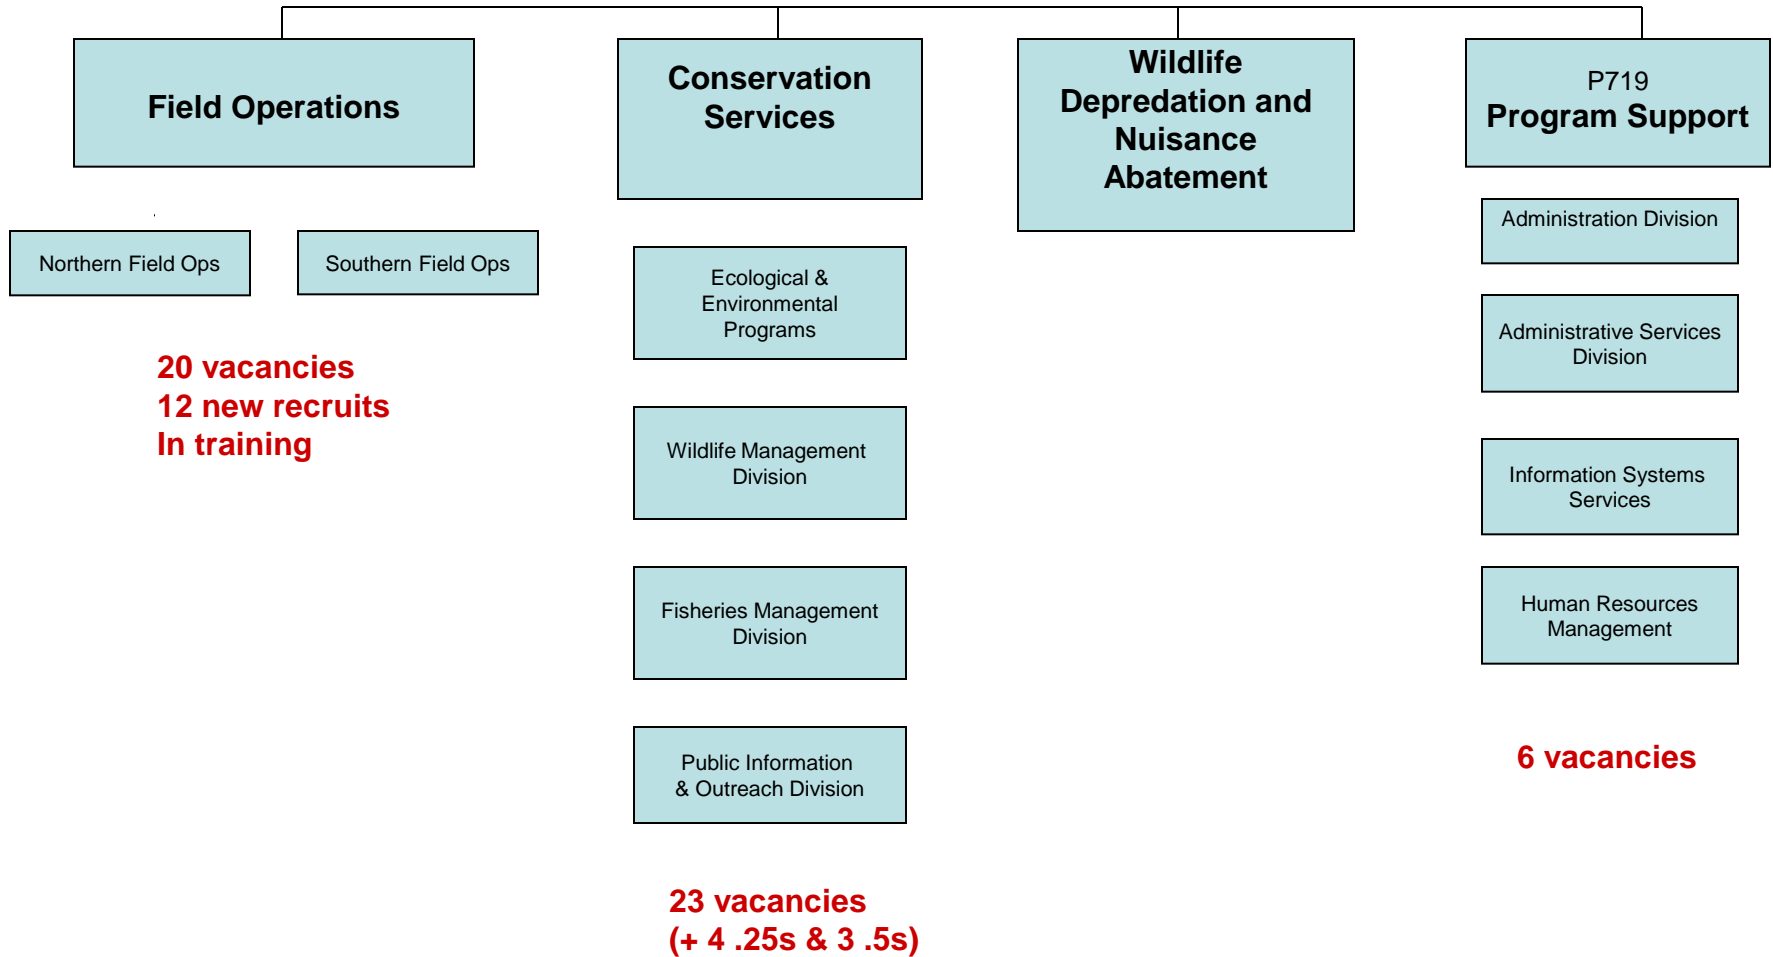 Field Operations
Northern Field Ops
Southern Field Ops
20 vacancies
12 new recruits
In training
Conservation
Services
Ecological &
Environmental
Programs
Wildlife Management
Division
Fisheries Management
Division
Public Information
& Outreach Division
23 vacancies
(+ 4 .25s & 3 .5s)
Wildlife
Depredation and
Nuisance
Abatement
P719
Program Support
Administration Division
Administrative Services
Division
Information Systems
Services
Human Resources
Management
6 vacancies